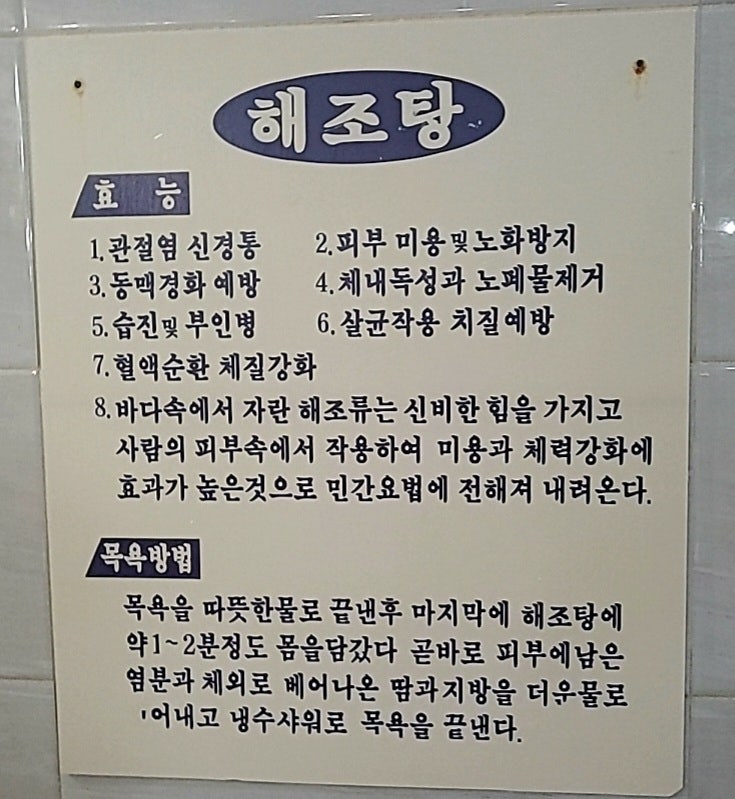 해조탕
효 능
1. 관절염 신경통 2. 피부 미용및노화방지
3. 동맥경화 예방 4. 체내독성과 노폐물제거
5. 습진및 부인병 6. 살균작용 치질예방
7. 혈액순환 체질강화
8. 바다속에서 자란 해조류는 신비한 힘을 가지고
사람의 피부속에서 작용하여 미용과 체력강화에
효과가 높은것으로 민간요법에 전해져 내려온다.
목욕방법
목욕을 따뜻한물로 끝낸후 마지막에 해조탕에
약1~2분정도 몸을담갔다 곧바로 피부에남은
염분과 체외로 베어나온 땀과지방을 더운물로
냉수샤워로 목욕을 끝낸다.